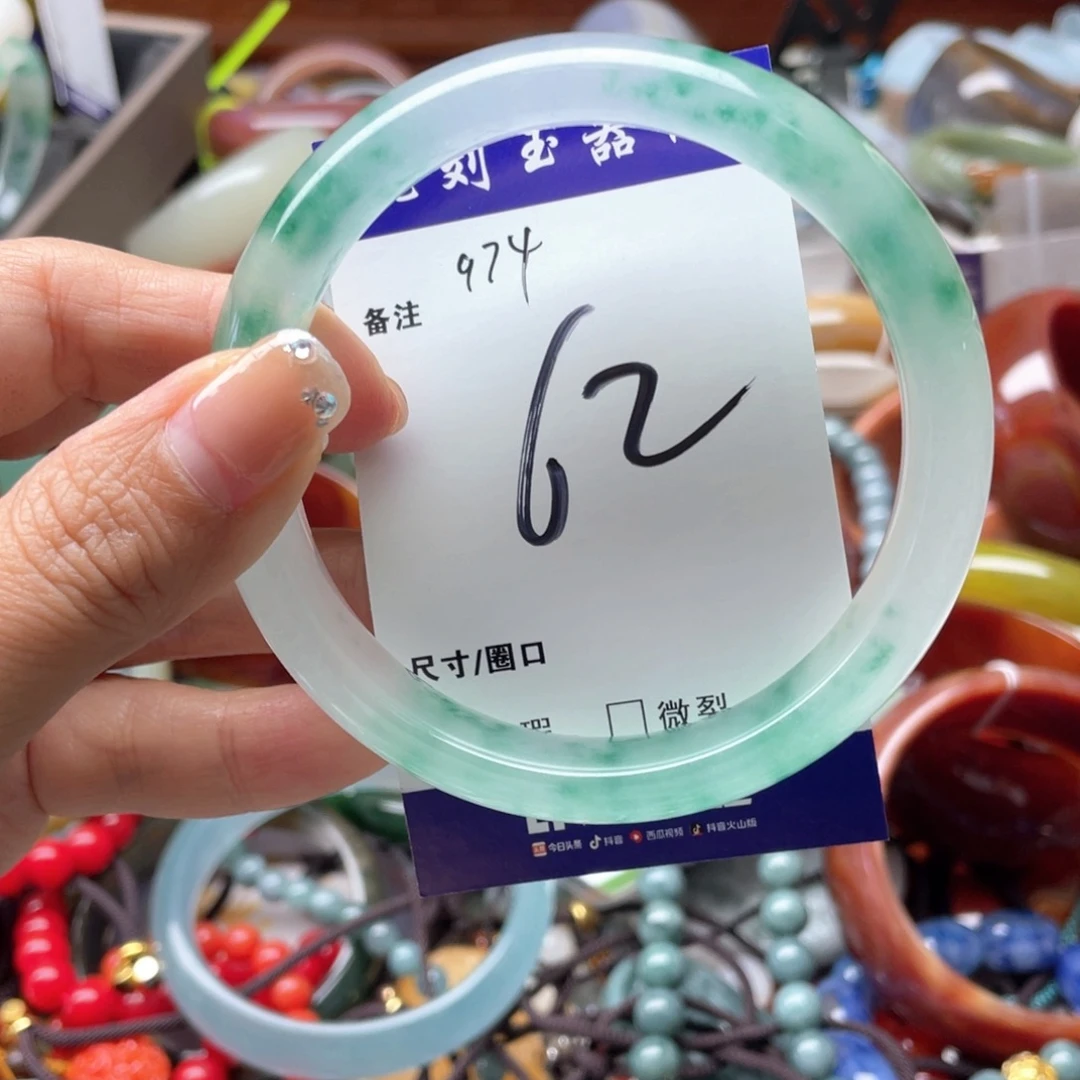 刻玉器
974
备注
62
尺寸/圈口
瑕 微裂
今日头条 抖音 西瓜视频 抖音火山版